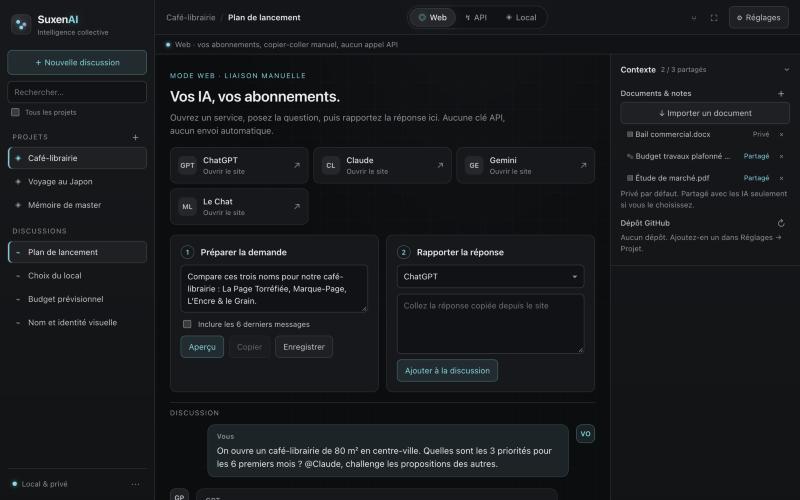 SuxenAI
Intelligence collective
+ Nouvelle discussion
Rechercher...
Tous les projets
PROJETS +
Café-librairie
Voyage au Japon
Mémoire de master
DISCUSSIONS
Plan de lancement
Choix du local
Budget prévisionnel
Nom et identité visuelle
Local & privé ...
Café-librairie / Plan de lancement
Web
API
Local
Réglages
Web · vos abonnements, copier-coller manuel, aucun appel API
MODE WEB · LIAISON MANUELLE
Vos IA, vos abonnements.
Ouvrez un service, posez la question, puis rapportez la réponse ici. Aucune clé API,
aucun envoi automatique.
GPT ChatGPT ↗
Ouvrir le site
CL Claude ↗
Ouvrir le site
GE Gemini ↗
Ouvrir le site
ML Le Chat ↗
Ouvrir le site
1 Préparer la demande
Compare ces trois noms pour notre café-
librairie : La Page Torréfiée, Marque-Page,
L'Encre & le Grain.
Inclure les 6 derniers messages
Aperçu Copier Enregistrer
2 Rapporter la réponse
ChatGPT
Collez la réponse copiée depuis le site
Ajouter à la discussion
DISCUSSION
Vous
On ouvre un café-librairie de 80 m² en centre-ville. Quelles sont les 3 priorités pour
les 6 premiers mois ? @Claude, challenge les propositions des autres.
VO
GP
GPT
Contexte 2 / 3 partagés
Documents & notes +
↓ Importer un document
Bail commercial.docx Privé ×
Budget travaux plafonné ... Partagé ×
Étude de marché.pdf Partagé ×
Privé par défaut. Partagé avec les IA seulement
si vous le choisissez.
Dépôt GitHub
Aucun dépôt. Ajoutez-en un dans Réglages →
Projet.